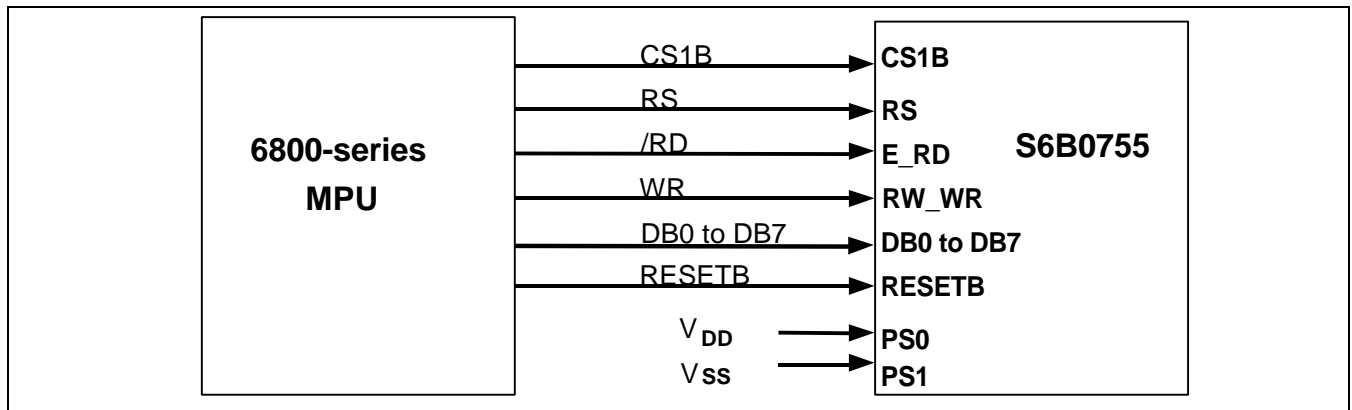 6800-series
MPU
CS1B
RS
/RD
WR
DB0 to DB7
RESETB
VDD
VSS
CS1B
RS
E_RD
RW_WR
DB0 to DB7
RESETB
PS0
PS1
S6B0755